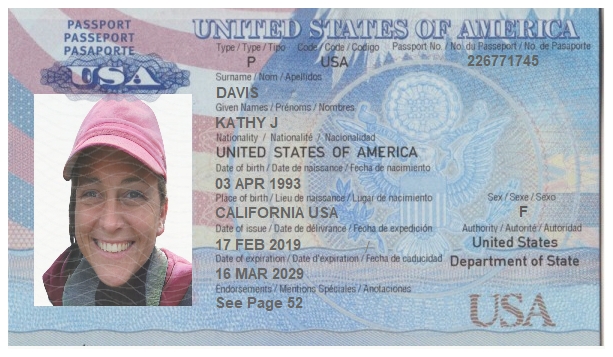 PASSPORT
PASSEPORT
PASAPORTE
USA
UNITED STATES OF AMERICA
Type / Type / Tipo Code / Code / Codigo Passport No. / No. du Passeport / No. de Pasaporte
P USA 226771745
Surname / Nom / Apellidos
DAVIS
Given Names / Prénoms / Nombres
KATHY J
Nationality / Nationalité / Nacionalidad
UNITED STATES OF AMERICA
Date of birth / Date de naissance / Fecha de nacimiento
03 APR 1993
Place of birth / Lieu de naissance / Lugar de nacimiento Sex / Sexe / Sexo
CALIFORNIA USA F
Date of issue / Date de délivrance / Fecha de expedición Authority / Autorité / Autoridad
17 FEB 2019 United States
Date of expiration / Date d'expiration / Fecha de caducidad Department of State
16 MAR 2029
Endorsements / Mentions Spéciales / Anotaciones
See Page 52
USA